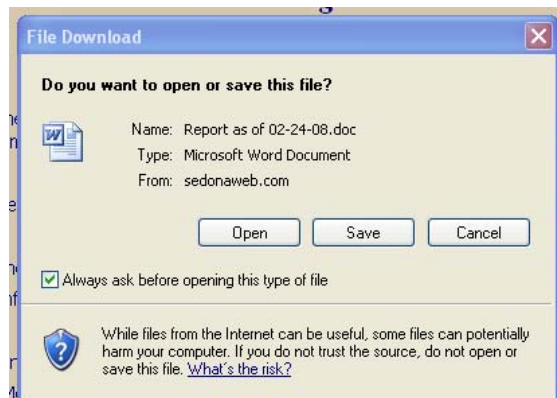 File Download
Do you want to open or save this file?
Name: Report as of 02-24-08.doc
Type: Microsoft Word Document
From: sedonaweb.com
Open Save Cancel
Always ask before opening this type of file
While files from the Internet can be useful, some files can potentially
harm your computer. If you do not trust the source, do not open or
save this file. What's the risk?